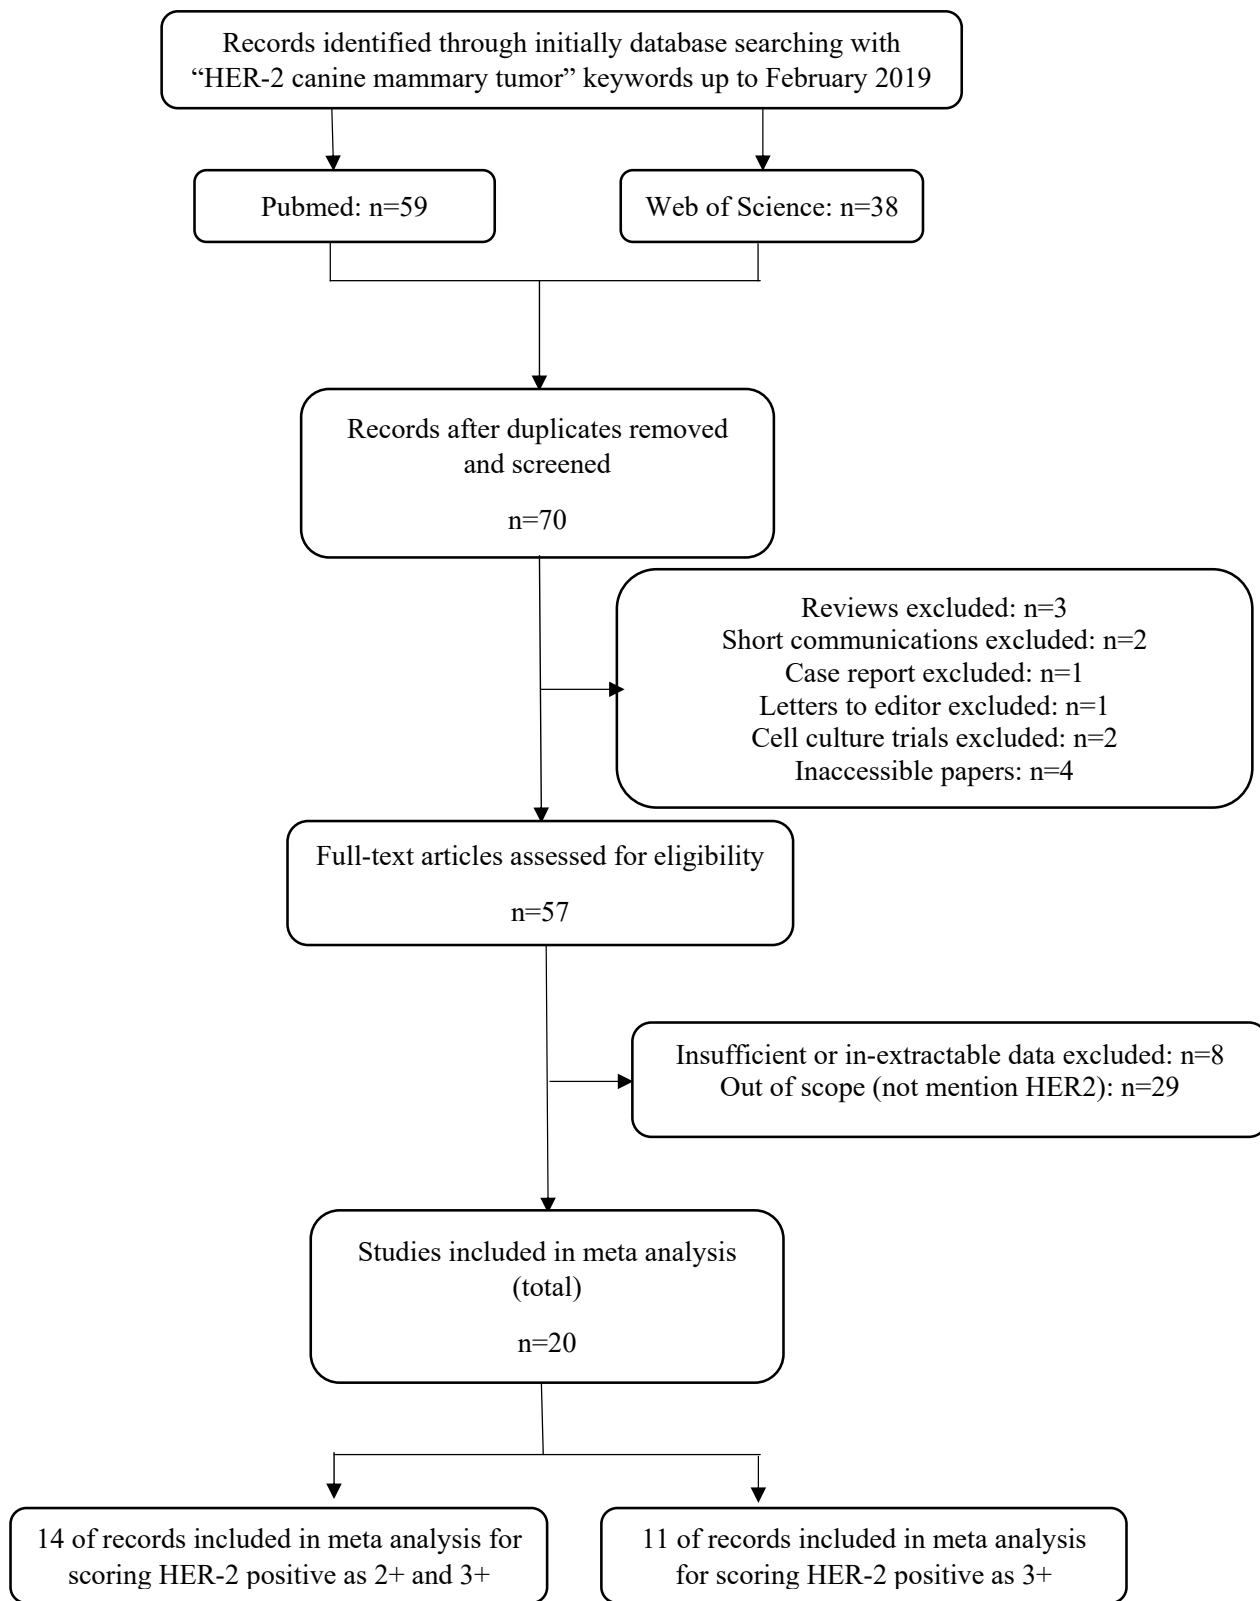 Records identified through initially database searching with
“HER-2 canine mammary tumor” keywords up to February 2019
Pubmed: n=59
Web of Science: n=38
Records after duplicates removed
and screened
n=70
Reviews excluded: n=3
Short communications excluded: n=2
Case report excluded: n=1
Letters to editor excluded: n=1
Cell culture trials excluded: n=2
Inaccessible papers: n=4
Full-text articles assessed for eligibility
n=57
Insufficient or in-extractable data excluded: n=8
Out of scope (not mention HER2): n=29
Studies included in meta analysis
(total)
n=20
14 of records included in meta analysis for
scoring HER-2 positive as 2+ and 3+
11 of records included in meta analysis
for scoring HER-2 positive as 3+